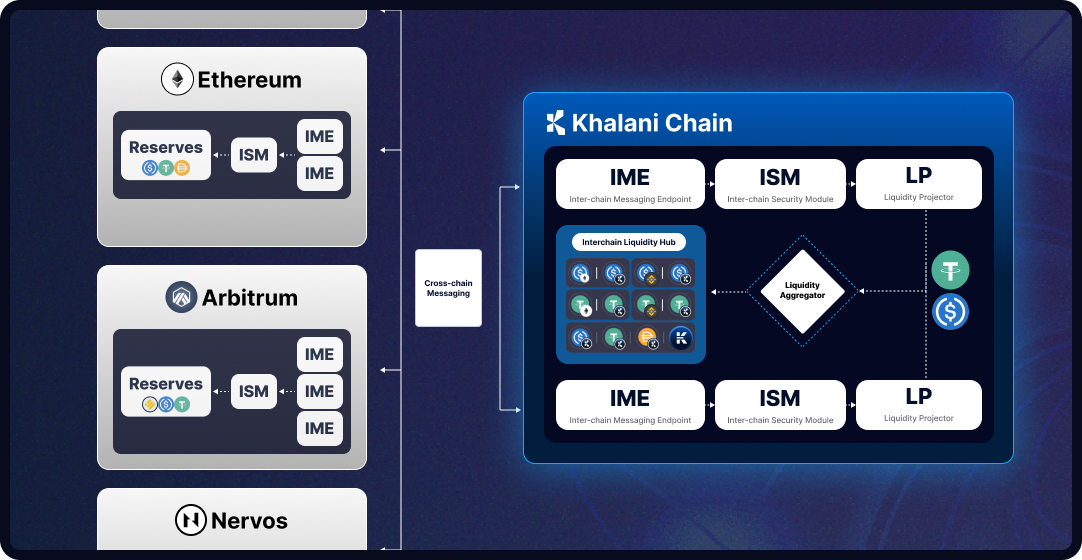 Ethereum
Reserves
ISM
IME
IME
Arbitrum
Reserves
ISM
IME
IME
IME
Nervos
Cross-chain
Messaging
Khalani Chain
IME
Inter-chain Messaging Endpoint
ISM
Inter-chain Security Module
LP
Liquidity Projector
Interchain Liquidity Hub
Liquidity
Aggregator
IME
Inter-chain Messaging Endpoint
ISM
Inter-chain Security Module
LP
Liquidity Projector